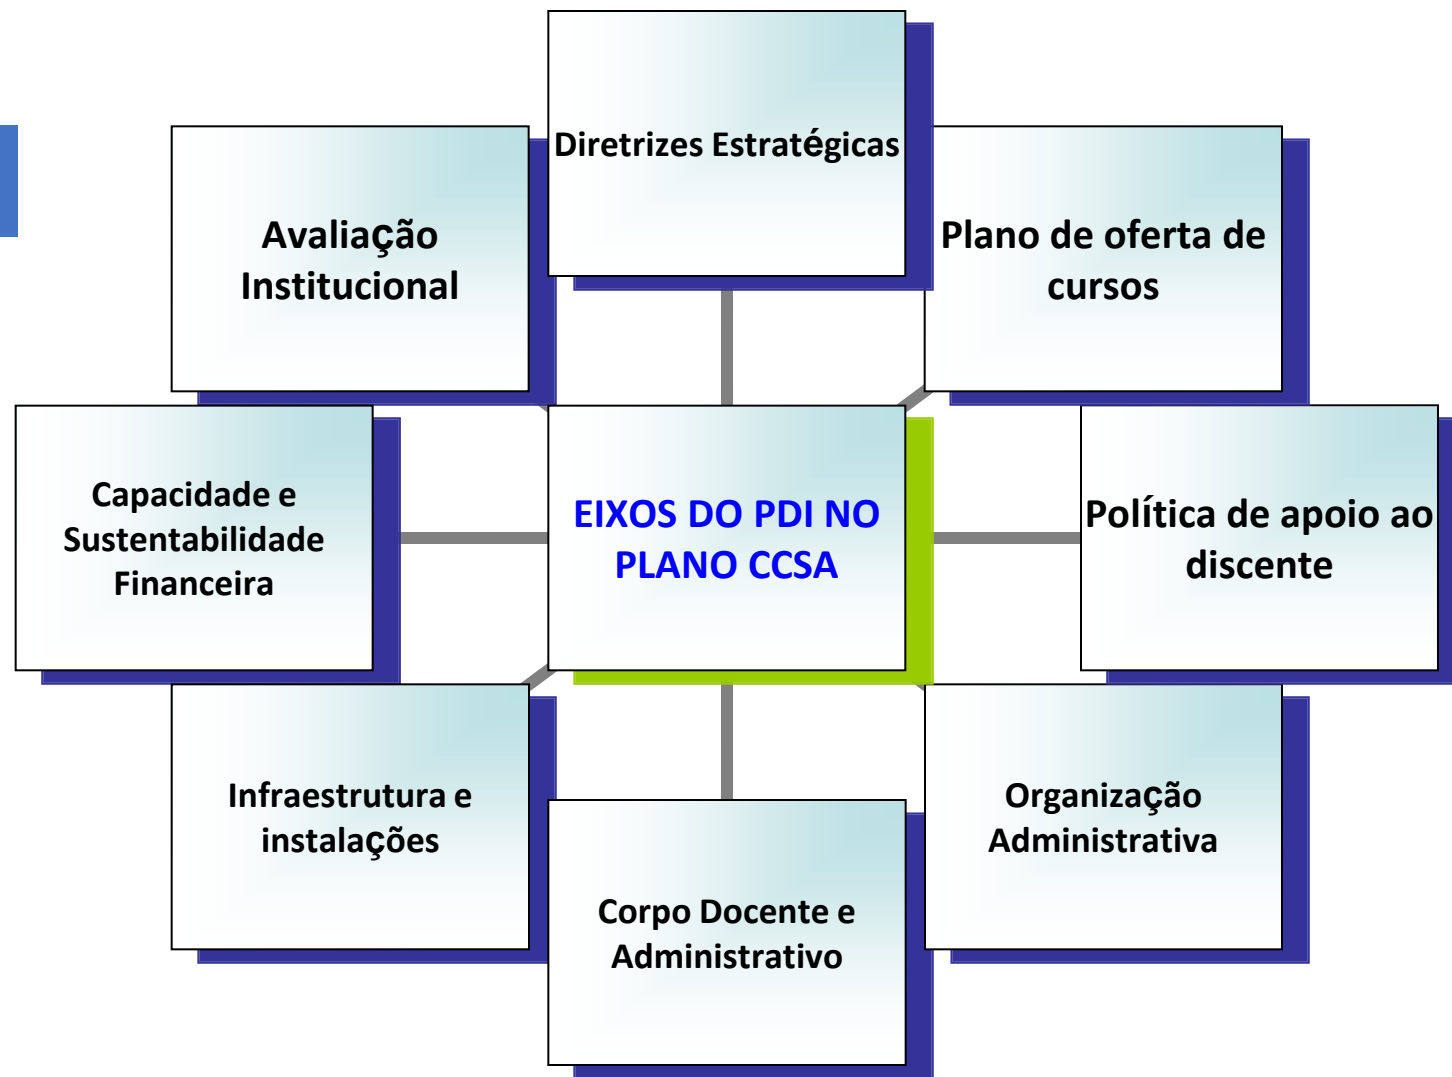 Diretrizes Estratégicas
Avaliação
Institucional
Plano de oferta de
cursos
Capacidade e
Sustentabilidade
Financeira
EIXOS DO PDI NO
PLANO CCSA
Política de apoio ao
discente
Infraestrutura e
instalações
Organização
Administrativa
Corpo Docente e
Administrativo